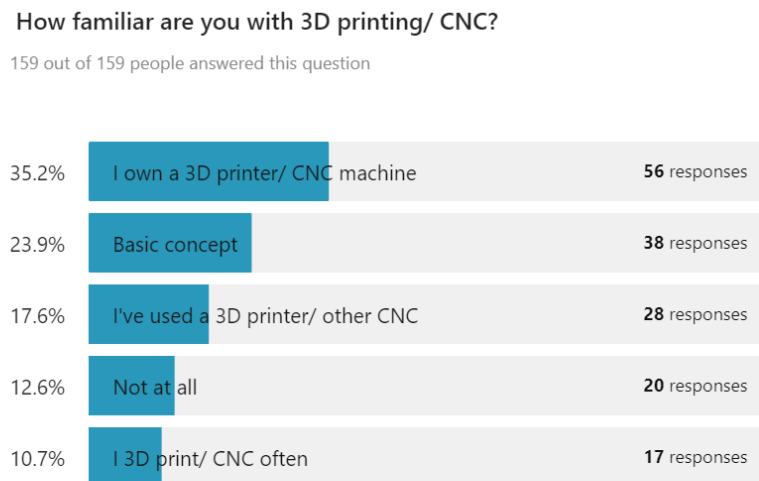 How familiar are you with 3D printing/ CNC?
159 out of 159 people answered this question
35.2% I own a 3D printer/ CNC machine 56 responses
23.9% Basic concept 38 responses
17.6% I've used a 3D printer/ other CNC 28 responses
12.6% Not at all 20 responses
10.7% I 3D print/ CNC often 17 responses